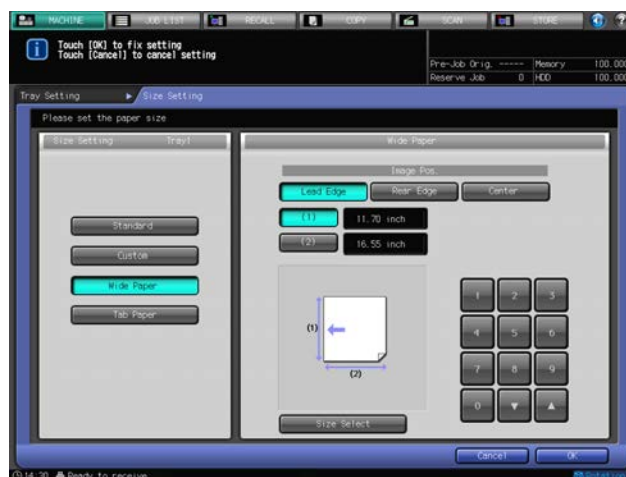 MACHINE
JOB LIST
RECALL
COPY
SCAN
STORE
Touch [OK] to fix setting
Touch [Cancel] to cancel setting
Pre-Job Orig. -----
Memory 100.000
Reserve Job 0
HDD 100.000
Tray Setting
Size Setting
Please set the paper size
Size Setting Tray1
Wide Paper
Image Pos.
Lead Edge
Rear Edge
Center
(1) 11.70 inch
(2) 16.55 inch
Standard
Custom
Wide Paper
Tab Paper
(1)
(2)
1 2 3
4 5 6
7 8 9
0
Size Select
Cancel
OK
14:30 Ready to receive
Rotation